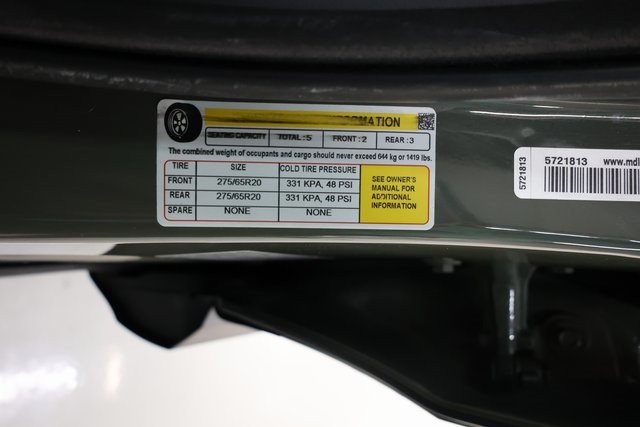 INFORMATION
SEATING CAPACITY TOTAL : 5 FRONT : 2 REAR : 3
The combined weight of occupants and cargo should never exceed 644 kg or 1419 lbs.
TIRE SIZE COLD TIRE PRESSURE
FRONT 275/65R20 331 KPA, 48 PSI
REAR 275/65R20 331 KPA, 48 PSI
SPARE NONE NONE
SEE OWNER'S
MANUAL FOR
ADDITIONAL
INFORMATION
5721813
5721813 www.mdl